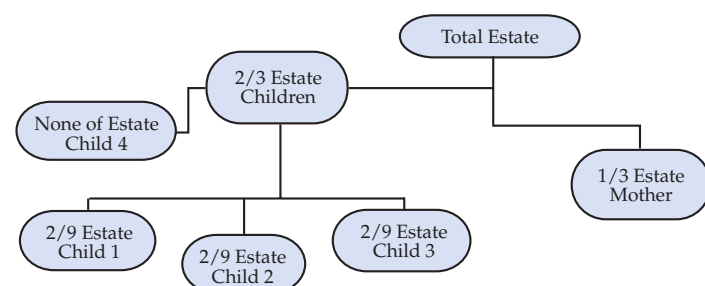 Total Estate
2/3 Estate
Children
None of Estate
Child 4
1/3 Estate
Mother
2/9 Estate
Child 1
2/9 Estate
Child 2
2/9 Estate
Child 3